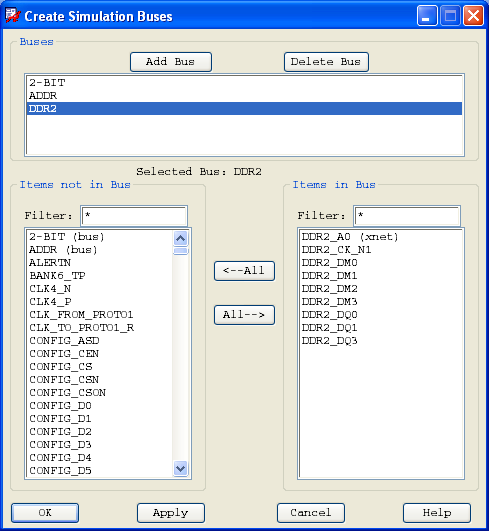 Create Simulation Buses
Buses
Add Bus
Delete Bus
2-BIT
ADDR
DDR2
Selected Bus: DDR2
Items not in Bus
Filter: *
2-BIT (bus)
ADDR (bus)
ALERTN
BANK6_TP
CLK4_N
CLK4_P
CLK_FROM_PROTO1
CLK_TO_PROTO1_R
CONFIG_ASD
CONFIG_CEN
CONFIG_CS
CONFIG_CSN
CONFIG_CSON
CONFIG_D0
CONFIG_D1
CONFIG_D2
CONFIG_D3
CONFIG_D4
CONFIG_D5
<--All
All-->
Items in Bus
Filter: *
DDR2_A0 (xnet)
DDR2_CK_N1
DDR2_DM0
DDR2_DM1
DDR2_DM2
DDR2_DM3
DDR2_DQ0
DDR2_DQ1
DDR2_DQ3
OK
Apply
Cancel
Help